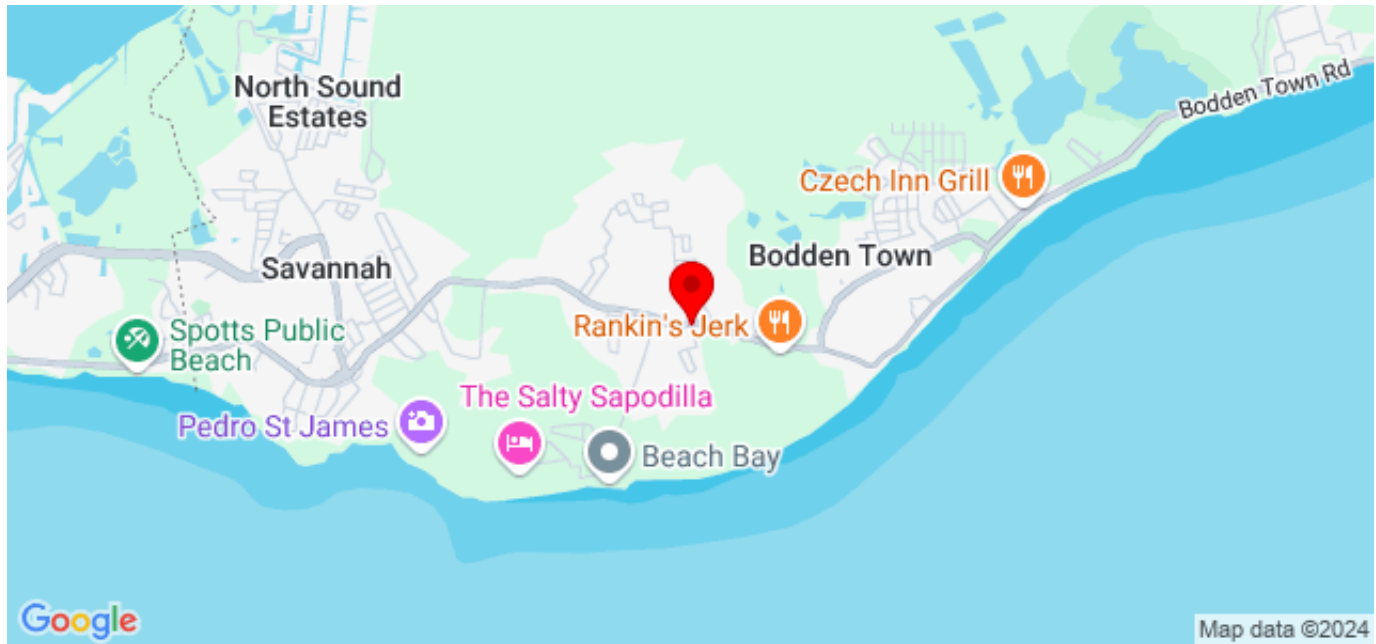 North Sound
Estates
Bodden Town Rd
Czech Inn Grill
Bodden Town
Savannah
Rankin's Jerk
Spotts Public
Beach
The Salty Sapodilla
Pedro St James
Beach Bay
Google
Map data ©2024